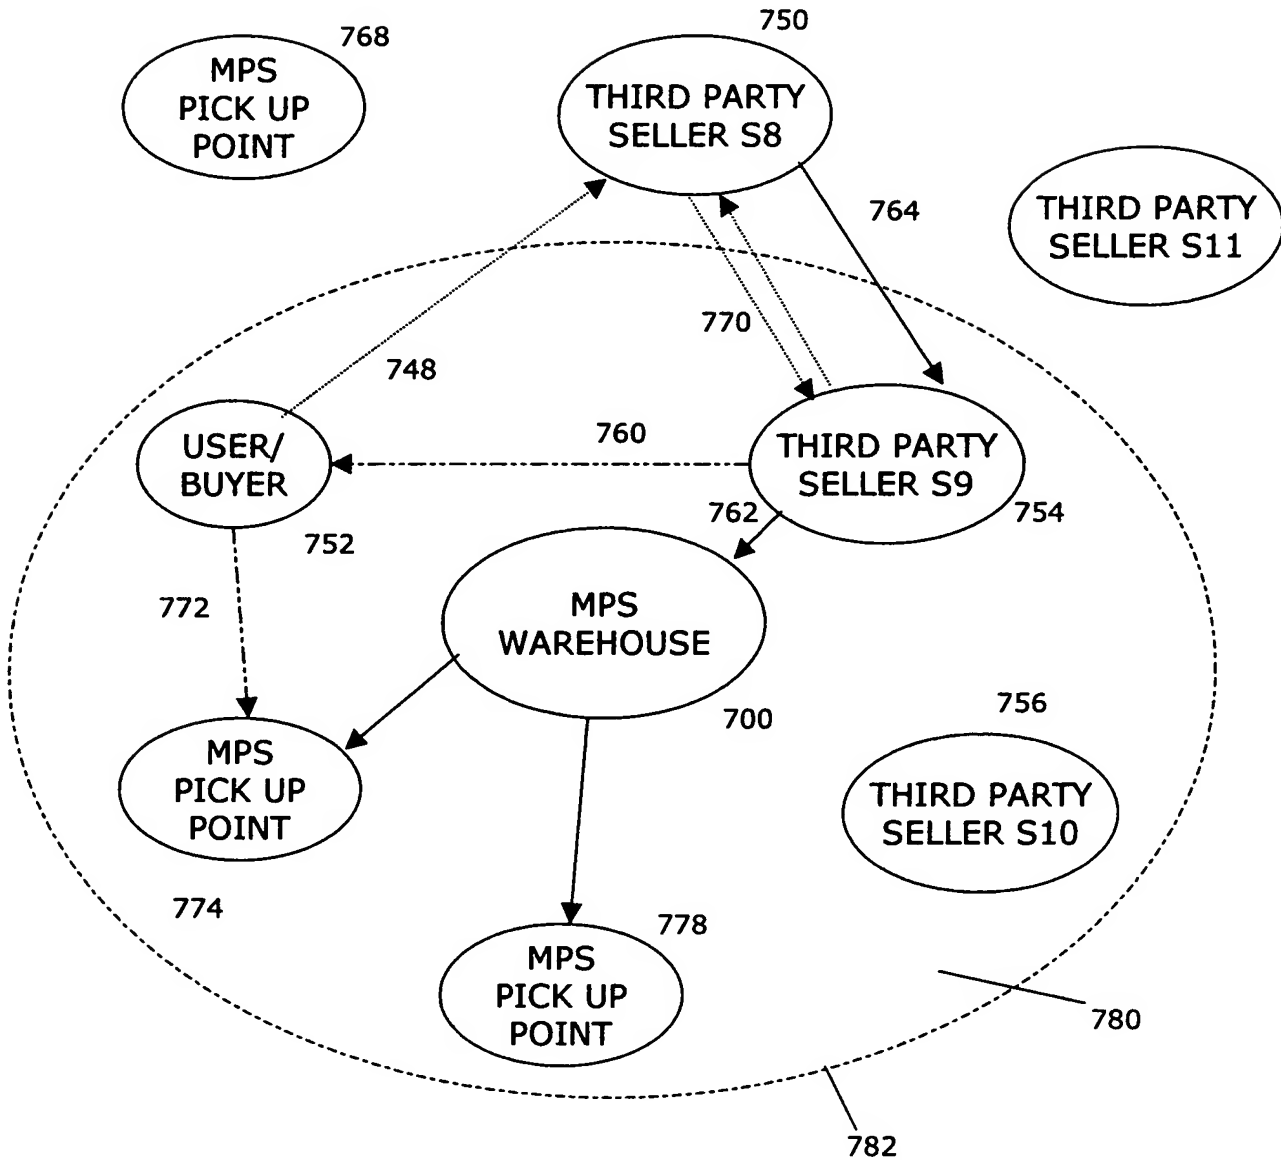 768
MPS
PICK UP
POINT
750
THIRD PARTY
SELLER S8
764
THIRD PARTY
SELLER S11
770
748
USER/
BUYER
752
760
THIRD PARTY
SELLER S9
754
762
772
MPS
WAREHOUSE
700
756
THIRD PARTY
SELLER S10
MPS
PICK UP
POINT
774
778
MPS
PICK UP
POINT
780
782